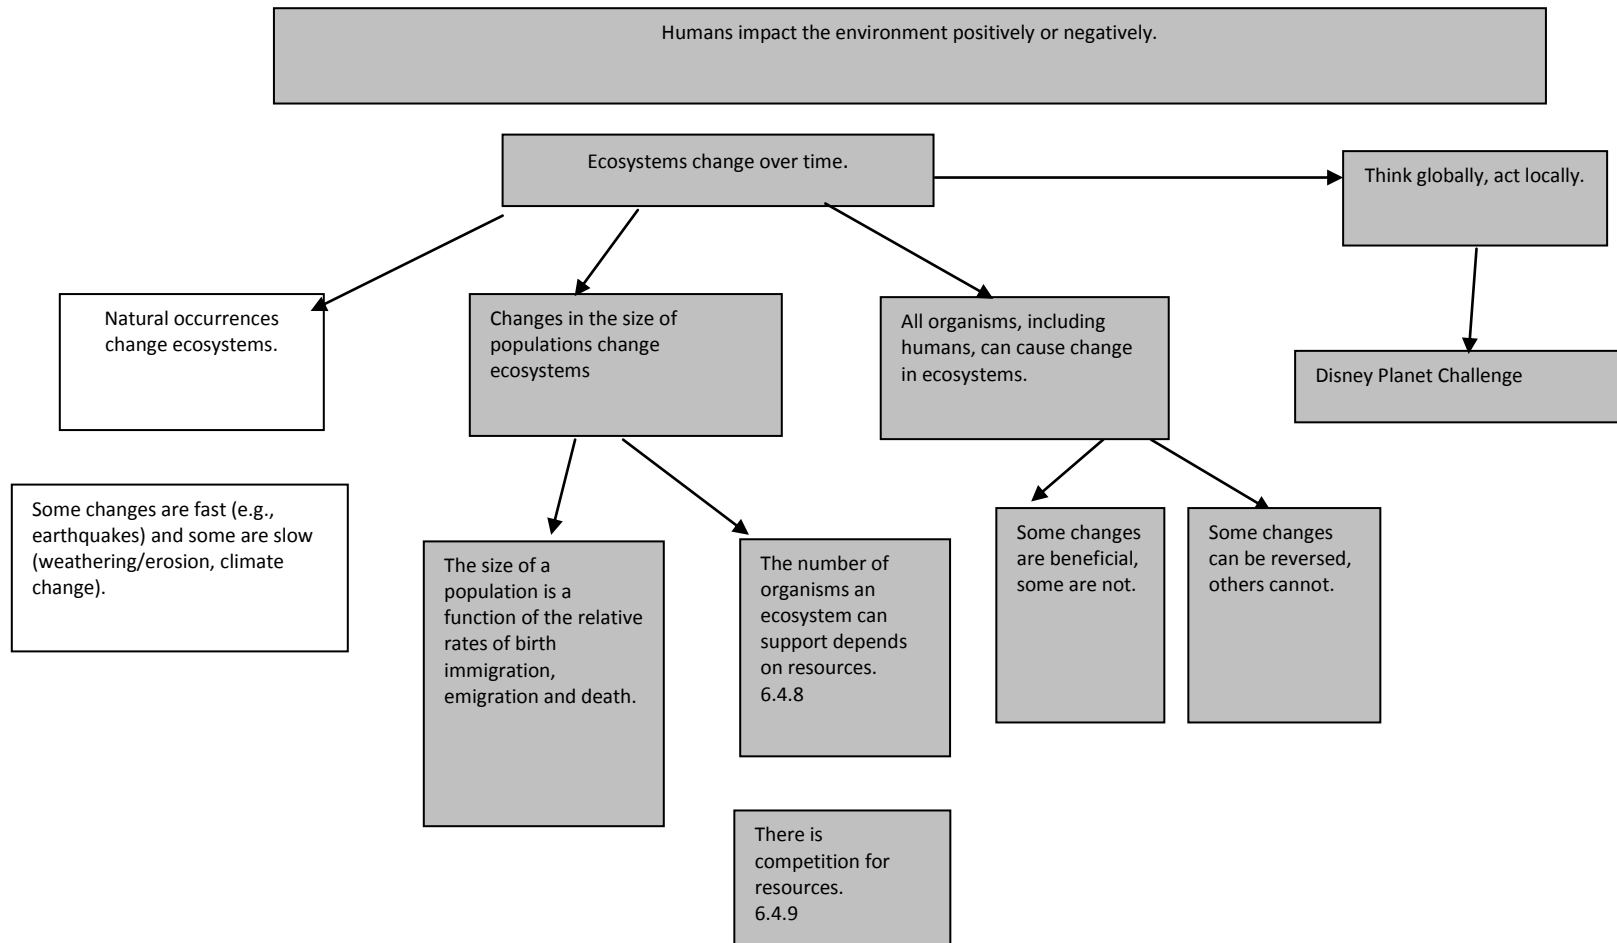 Humans impact the environment positively or negatively.
Ecosystems change over time.
Think globally, act locally.
Natural occurrences
change ecosystems.
Changes in the size of
populations change
ecosystems
All organisms, including
humans, can cause change
in ecosystems.
Disney Planet Challenge
Some changes are fast (e.g.,
earthquakes) and some are slow
(weathering/erosion, climate
change).
The size of a
population is a
function of the relative
rates of birth
immigration,
emigration and death.
The number of
organisms an
ecosystem can
support depends
on resources.
6.4.8
Some changes
are beneficial,
some are not.
Some changes
can be reversed,
others cannot.
There is
competition for
resources.
6.4.9